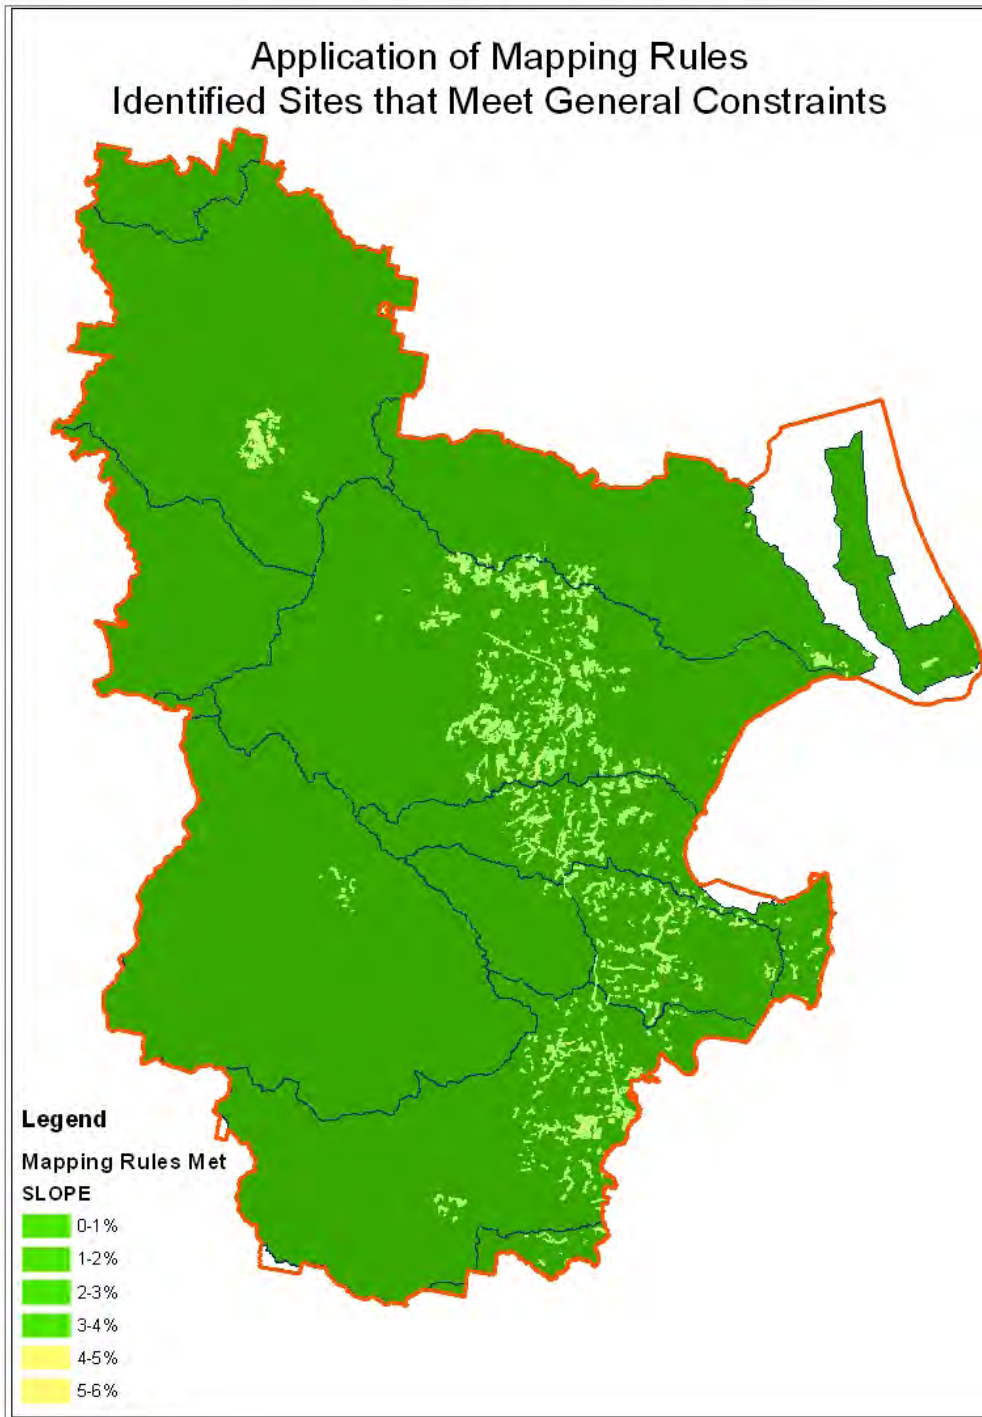 Application of Mapping Rules
Identified Sites that Meet General Constraints
Legend
Mapping Rules Met
SLOPE
0-1%
1-2%
2-3%
3-4%
4-5%
5-6%